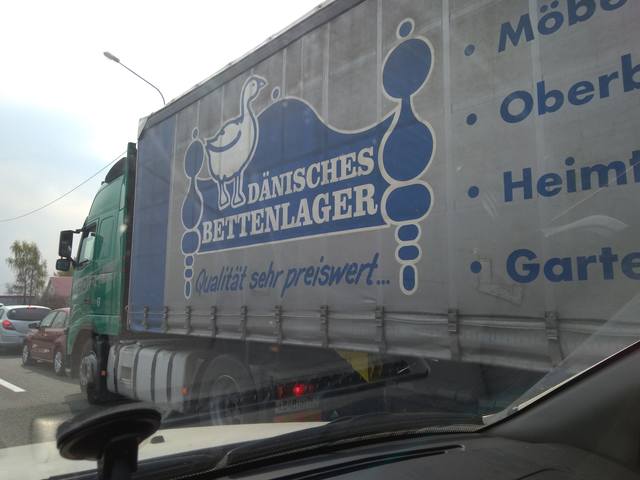 DÄNISCHES
BETTENLAGER
Qualität sehr preiswert...
• Möbe
• Oberb
• Heimt
• Garte